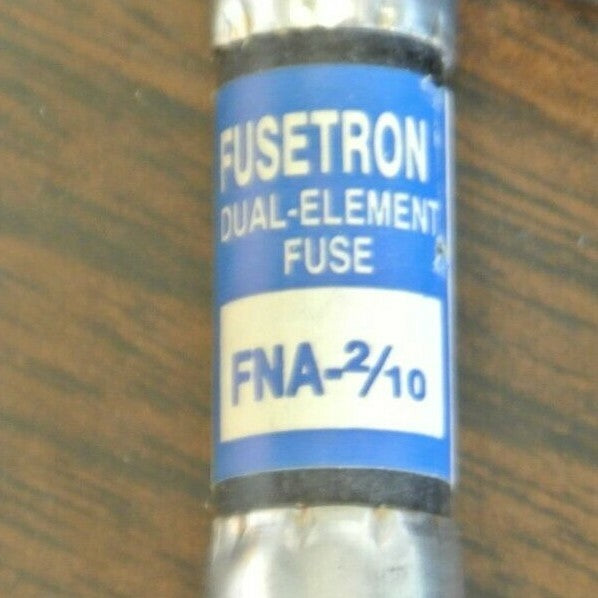 FUSETRON
DUAL-ELEMENT
FUSE
FNA-2/10